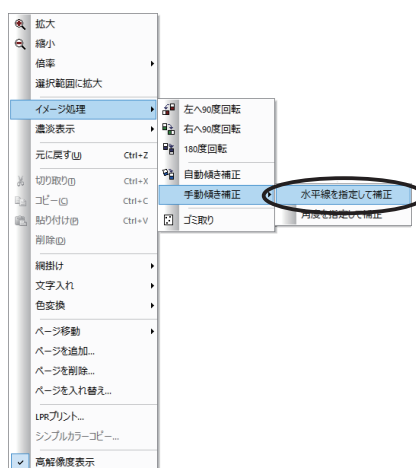 拡大
縮小
倍率
選択範囲に拡大
イメージ処理
濃淡表示
元に戻す(U) Ctrl+Z
切り取り(T) Ctrl+X
コピー(C) Ctrl+C
貼り付け(P) Ctrl+V
削除(D)
網掛け
文字入れ
色変換
ページ移動
ページを追加...
ページを削除...
ページを入れ替え...
LPRプリント...
シンプルカラーコピー...
高解像度表示
左へ90度回転
右へ90度回転
180度回転
自動傾き補正
手動傾き補正
ゴミ取り
水平線を指定して補正
角度を指定して補正